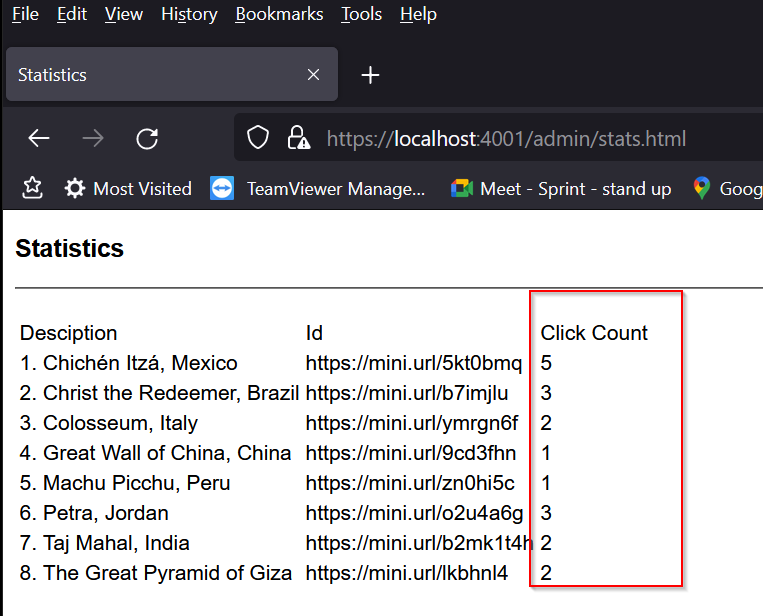 File Edit View History Bookmarks Tools Help
Statistics
https://localhost:4001/admin/stats.html
Most Visited TeamViewer Manage... Meet - Sprint - stand up Goog
Statistics
Desciption Id Click Count
1. Chichén Itzá, Mexico https://mini.url/5kt0bmq 5
2. Christ the Redeemer, Brazil https://mini.url/b7imjlu 3
3. Colosseum, Italy https://mini.url/ymrgn6f 2
4. Great Wall of China, China https://mini.url/9cd3fhn 1
5. Machu Picchu, Peru https://mini.url/zn0hi5c 1
6. Petra, Jordan https://mini.url/o2u4a6g 3
7. Taj Mahal, India https://mini.url/b2mk1t4h 2
8. The Great Pyramid of Giza https://mini.url/lkbhnl4 2